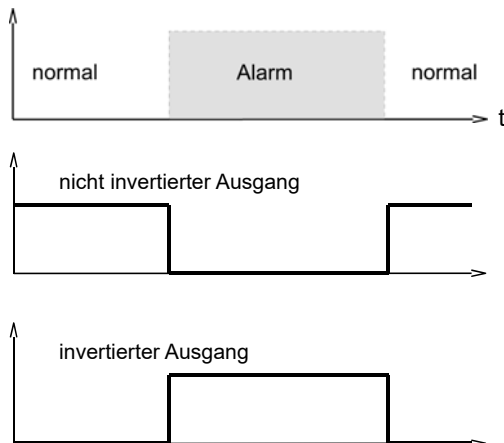 normal Alarm normal
t
nicht invertierter Ausgang
invertierter Ausgang